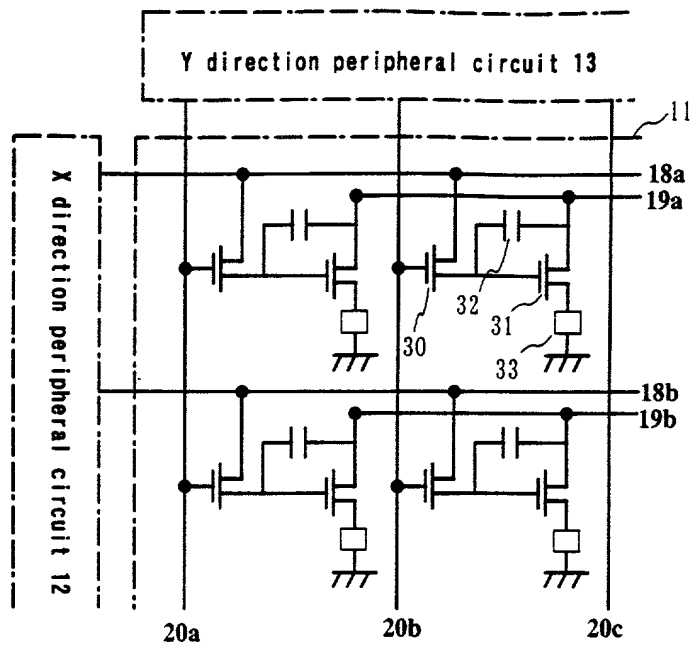 Y direction peripheral circuit 13
11
X direction peripheral circuit 12
18a
19a
32
31
30
33
18b
19b
20a
20b
20c